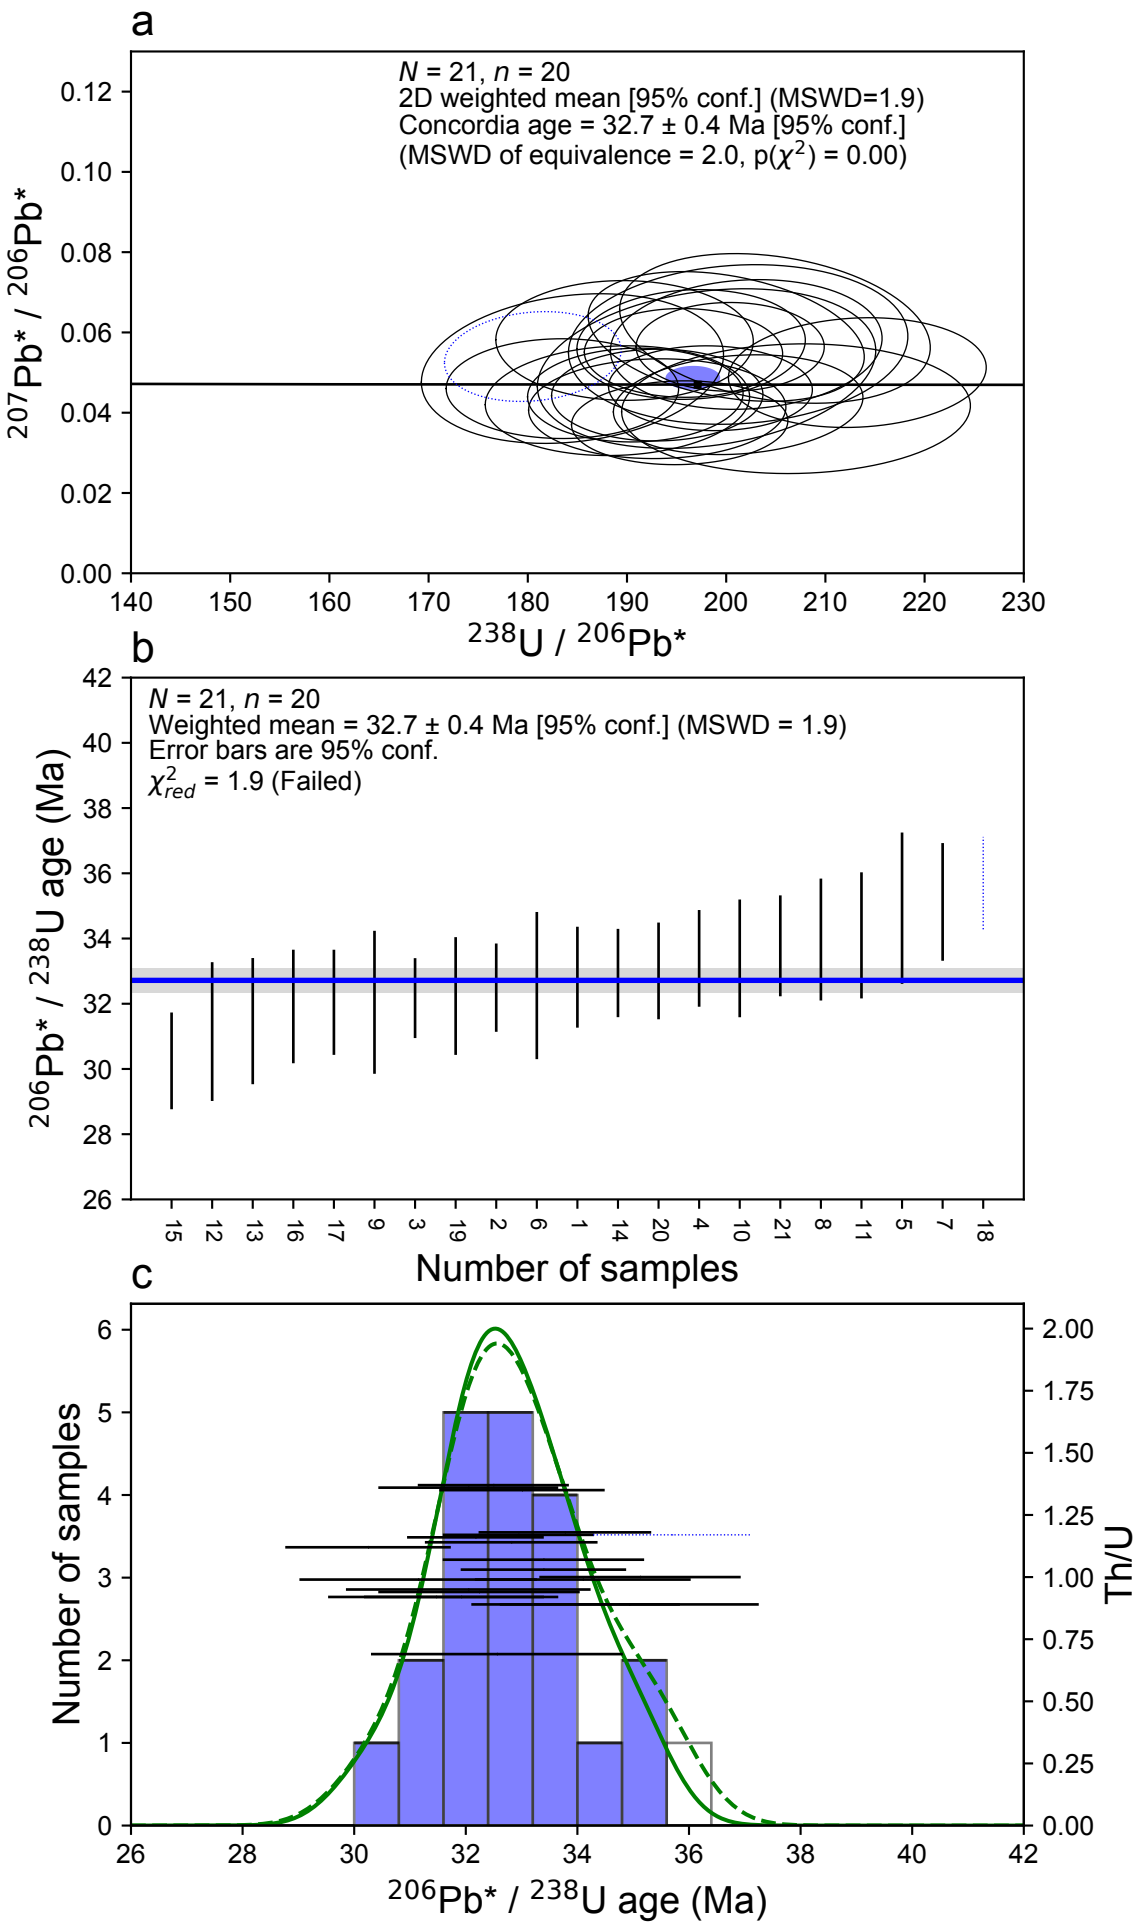 a
N = 21, n = 20
2D weighted mean [95% conf.] (MSWD=1.9)
Concordia age = 32.7 ± 0.4 Ma [95% conf.]
(MSWD of equivalence = 2.0, p(χ²) = 0.00)
0.12
0.10
0.08
0.06
0.04
0.02
0.00
²⁰⁷Pb* / ²⁰⁶Pb*
140 150 160 170 180 190 200 210 220 230
²³⁸U / ²⁰⁶Pb*
b
N = 21, n = 20
Weighted mean = 32.7 ± 0.4 Ma [95% conf.] (MSWD = 1.9)
Error bars are 95% conf.
χ²red = 1.9 (Failed)
42
40
38
36
34
32
30
28
26
²⁰⁶Pb* / ²³⁸U age (Ma)
15 12 13 16 17 9 3 19 2 6 1 14 20 4 10 21 8 11 5 7 18
Number of samples
c
6
5
4
3
2
1
0
Number of samples
2.00
1.75
1.50
1.25
1.00
0.75
0.50
0.25
0.00
Th/U
26 28 30 32 34 36 38 40 42
²⁰⁶Pb* / ²³⁸U age (Ma)